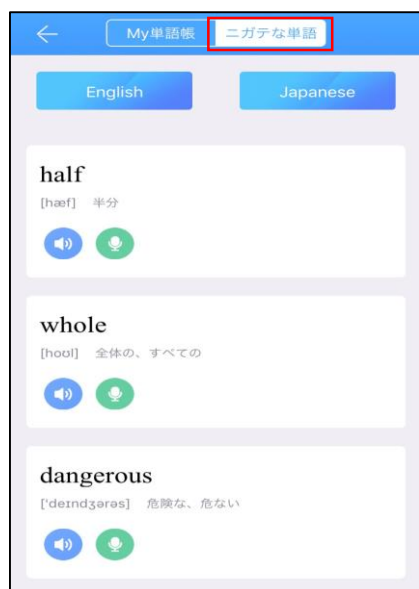 My単語帳 ニガテな単語
English Japanese
half
[hæf] 半分
whole
[hoʊl] 全体の、すべての
dangerous
['deɪndʒərəs] 危険な、危ない